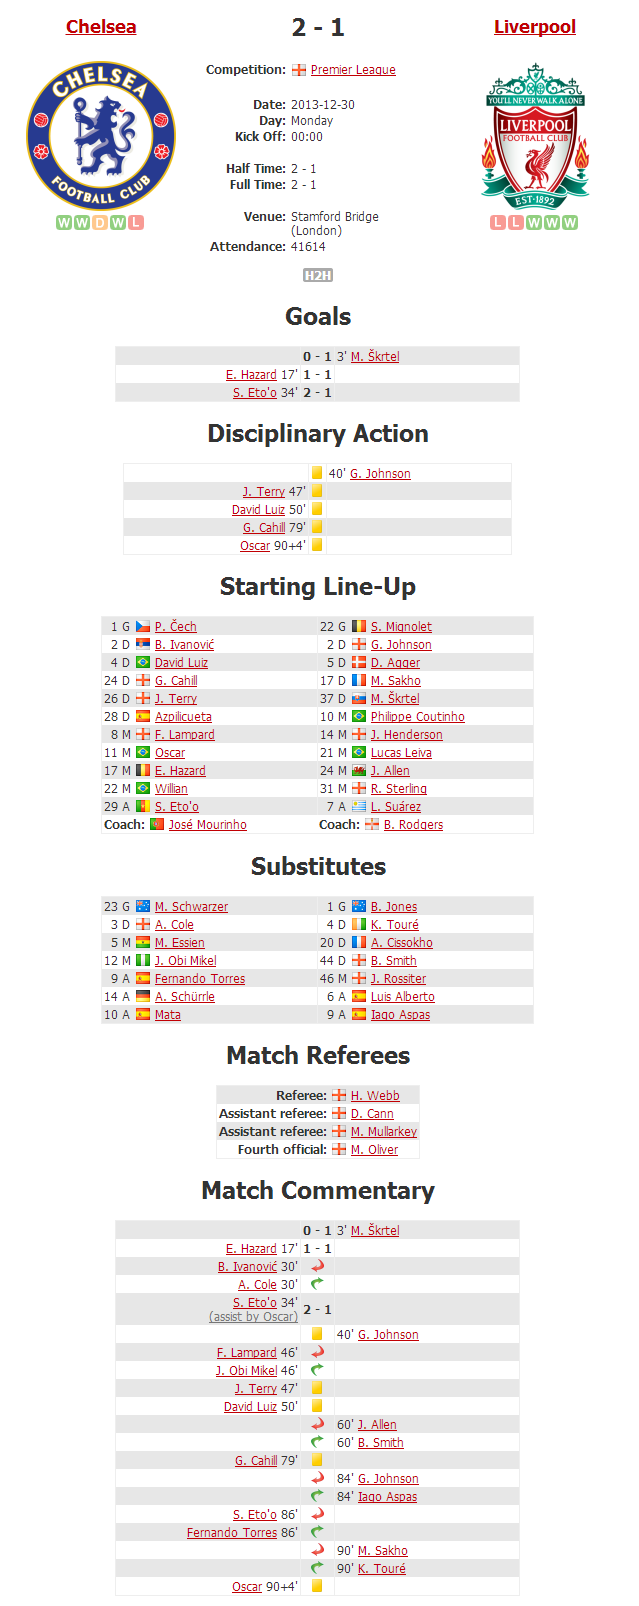 Chelsea 2 - 1 Liverpool
CHELSEA
FOOTBALL CLUB
YOU'LL NEVER WALK ALONE
LIVERPOOL
FOOTBALL CLUB
EST·1892
W W D W L
L L W W W
Competition: Premier League
Date: 2013-12-30
Day: Monday
Kick Off: 00:00
Half Time: 2 - 1
Full Time: 2 - 1
Venue: Stamford Bridge
(London)
Attendance: 41614
H2H
Goals
0 - 1 3' M. Škrtel
E. Hazard 17' 1 - 1
S. Eto'o 34' 2 - 1
Disciplinary Action
40' G. Johnson
J. Terry 47'
David Luiz 50'
G. Cahill 79'
Oscar 90+4'
Starting Line-Up
1 G P. Čech 22 G S. Mignolet
2 D B. Ivanović 2 D G. Johnson
4 D David Luiz 5 D D. Agger
24 D G. Cahill 17 D M. Sakho
26 D J. Terry 37 D M. Škrtel
28 D Azpilicueta 10 M Philippe Coutinho
8 M F. Lampard 14 M J. Henderson
11 M Oscar 21 M Lucas Leiva
17 M E. Hazard 24 M J. Allen
22 M Willian 31 M R. Sterling
29 A S. Eto'o 7 A L. Suárez
Coach: José Mourinho Coach: B. Rodgers
Substitutes
23 G M. Schwarzer 1 G B. Jones
3 D A. Cole 4 D K. Touré
5 M M. Essien 20 D A. Cissokho
12 M J. Obi Mikel 44 D B. Smith
9 A Fernando Torres 46 M J. Rossiter
14 A A. Schürrle 6 A Luis Alberto
10 A Mata 9 A Iago Aspas
Match Referees
Referee: H. Webb
Assistant referee: D. Cann
Assistant referee: M. Mullarkey
Fourth official: M. Oliver
Match Commentary
0 - 1 3' M. Škrtel
E. Hazard 17' 1 - 1
B. Ivanović 30'
A. Cole 30'
S. Eto'o 34' 2 - 1
(assist by Oscar)
40' G. Johnson
F. Lampard 46'
J. Obi Mikel 46'
J. Terry 47'
David Luiz 50'
60' J. Allen
60' B. Smith
G. Cahill 79'
84' G. Johnson
84' Iago Aspas
S. Eto'o 86'
Fernando Torres 86'
90' M. Sakho
90' K. Touré
Oscar 90+4'